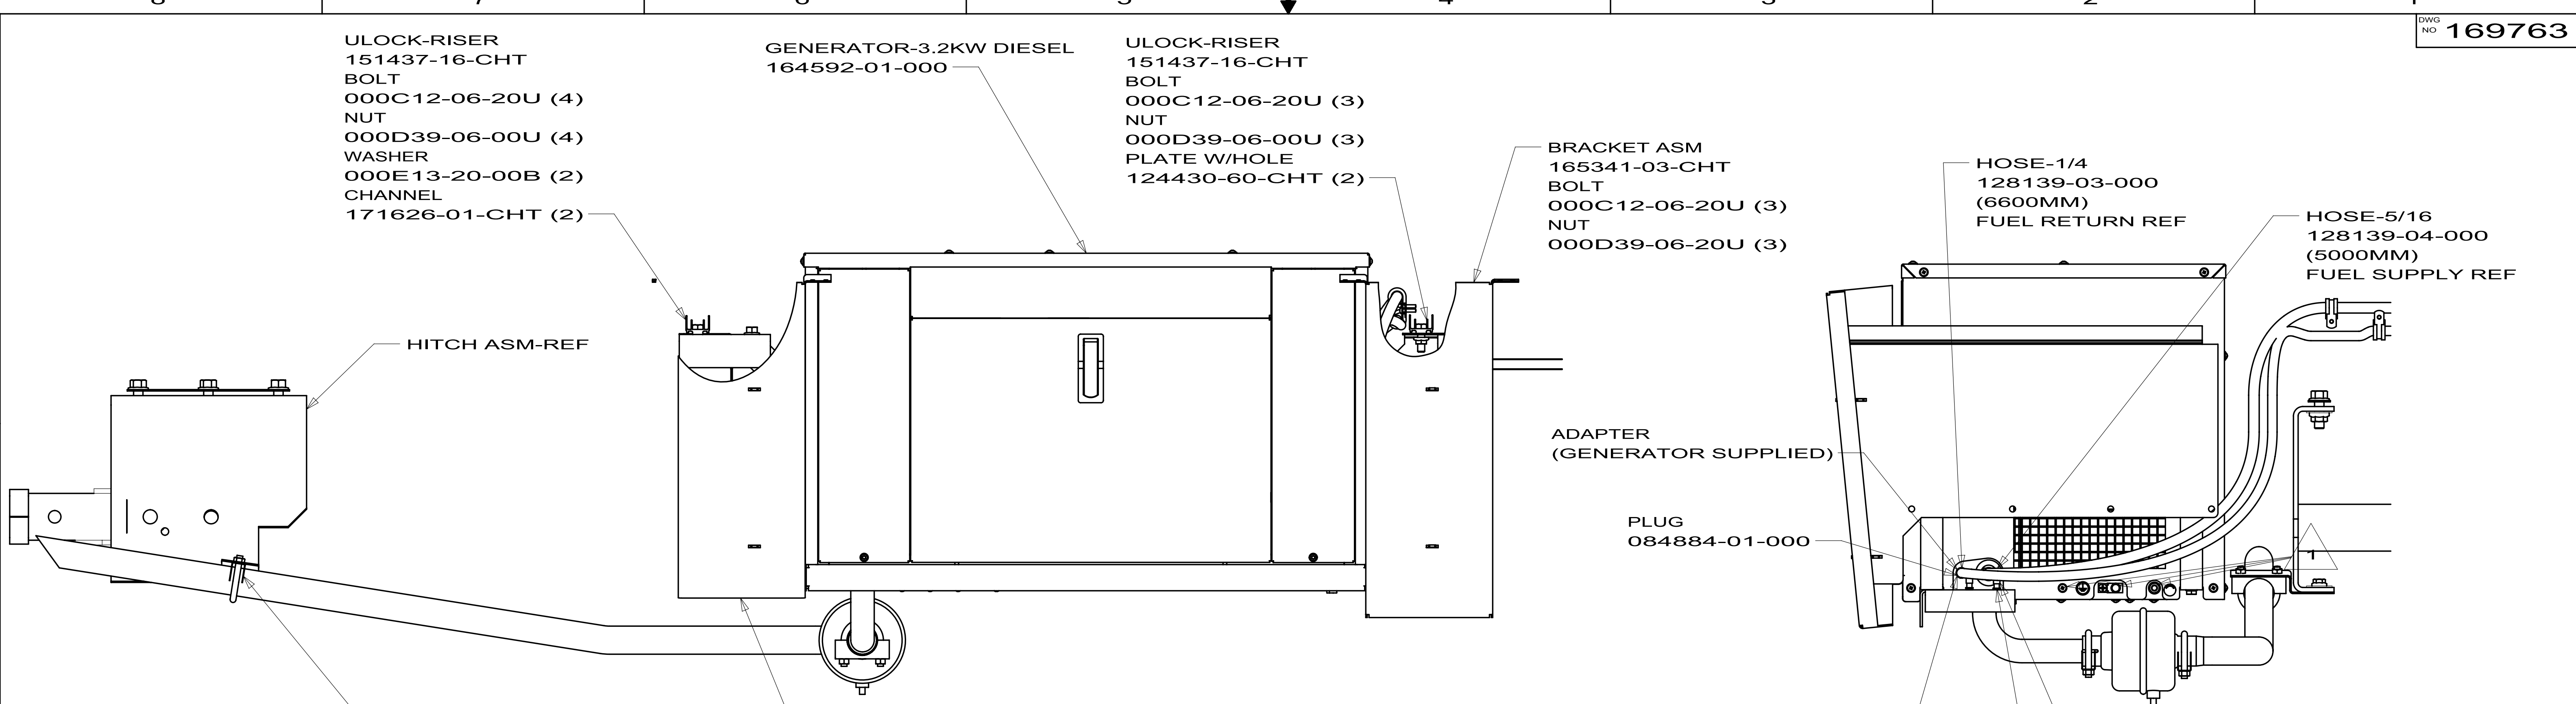 DWG
NO 169763
ULOCK-RISER
151437-16-CHT
BOLT
000C12-06-20U (4)
NUT
000D39-06-00U (4)
WASHER
000E13-20-00B (2)
CHANNEL
171626-01-CHT (2)
GENERATOR-3.2KW DIESEL
164592-01-000
ULOCK-RISER
151437-16-CHT
BOLT
000C12-06-20U (3)
NUT
000D39-06-00U (3)
PLATE W/HOLE
124430-60-CHT (2)
BRACKET ASM
165341-03-CHT
BOLT
000C12-06-20U (3)
NUT
000D39-06-20U (3)
HOSE-1/4
128139-03-000
(6600MM)
FUEL RETURN REF
HOSE-5/16
128139-04-000
(5000MM)
FUEL SUPPLY REF
HITCH ASM-REF
ADAPTER
(GENERATOR SUPPLIED)
PLUG
084884-01-000
1